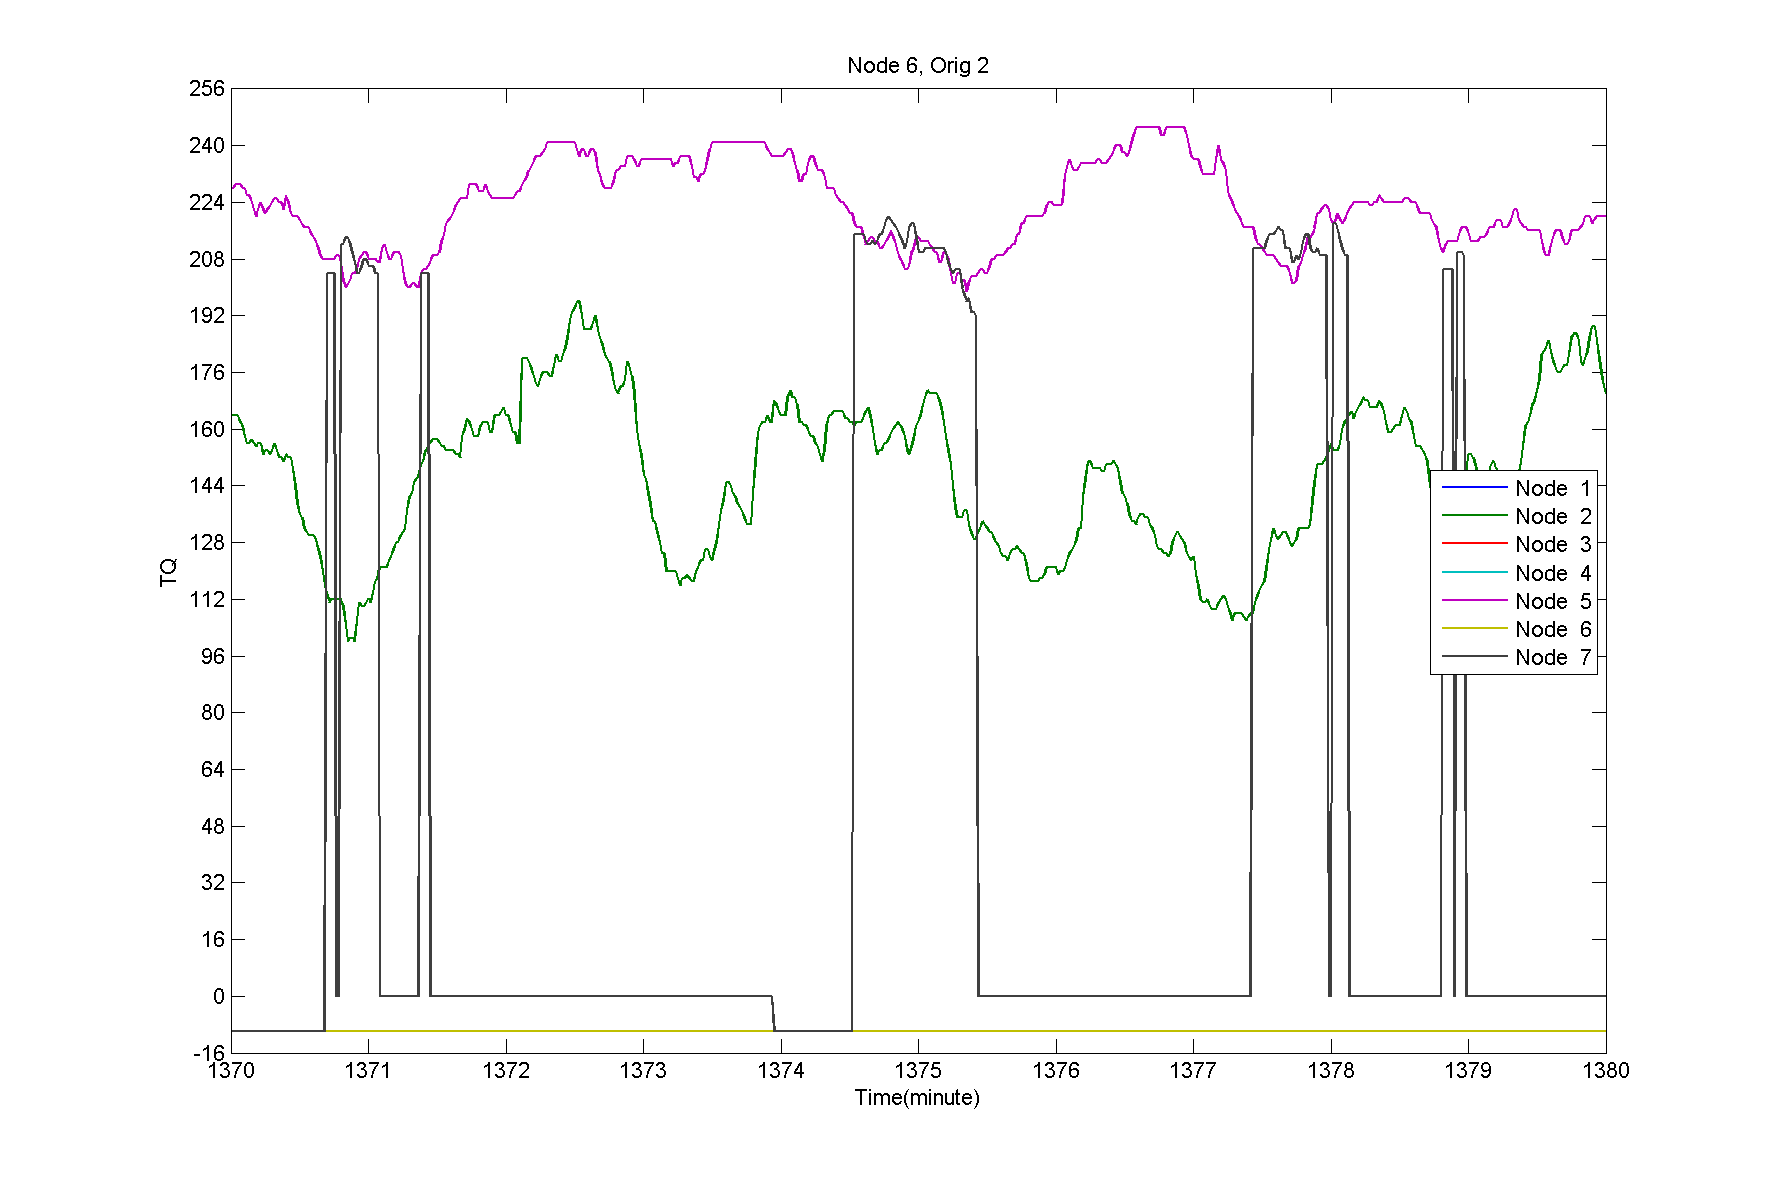 Node 6, Orig 2
256
240
224
208
192
176
160
144
128
112
96
80
64
48
32
16
0
-16
TQ
Node 1
Node 2
Node 3
Node 4
Node 5
Node 6
Node 7
1370 1371 1372 1373 1374 1375 1376 1377 1378 1379 1380
Time(minute)